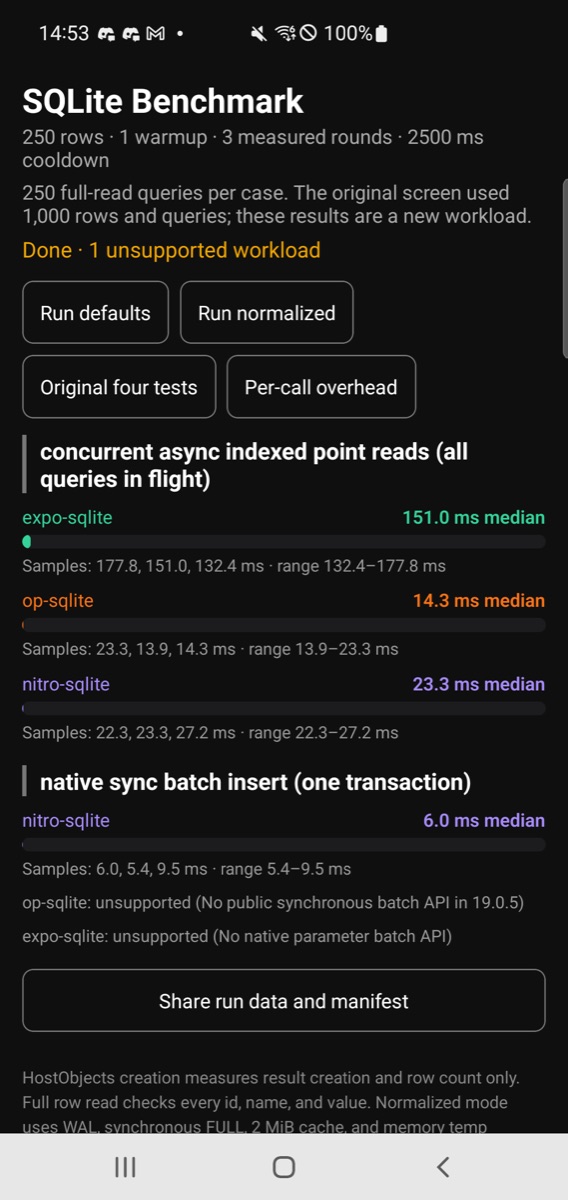 14:53 100%
SQLite Benchmark
250 rows · 1 warmup · 3 measured rounds · 2500 ms
cooldown
250 full-read queries per case. The original screen used
1,000 rows and queries; these results are a new workload.
Done · 1 unsupported workload
Run defaults
Run normalized
Original four tests
Per-call overhead
concurrent async indexed point reads (all
queries in flight)
expo-sqlite 151.0 ms median
Samples: 177.8, 151.0, 132.4 ms · range 132.4–177.8 ms
op-sqlite 14.3 ms median
Samples: 23.3, 13.9, 14.3 ms · range 13.9–23.3 ms
nitro-sqlite 23.3 ms median
Samples: 22.3, 23.3, 27.2 ms · range 22.3–27.2 ms
native sync batch insert (one transaction)
nitro-sqlite 6.0 ms median
Samples: 6.0, 5.4, 9.5 ms · range 5.4–9.5 ms
op-sqlite: unsupported (No public synchronous batch API in 19.0.5)
expo-sqlite: unsupported (No native parameter batch API)
Share run data and manifest
HostObjects creation measures result creation and row count only.
Full row read checks every id, name, and value. Normalized mode
uses WAL, synchronous FULL, 2 MiB cache, and memory temp